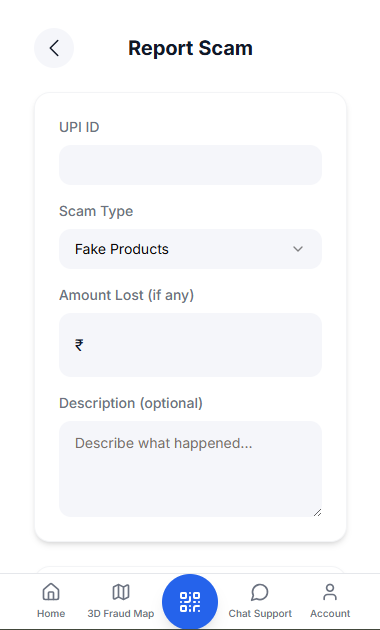 Report Scam
UPI ID
Scam Type
Fake Products
Amount Lost (if any)
₹
Description (optional)
Describe what happened...
Home
3D Fraud Map
Chat Support
Account